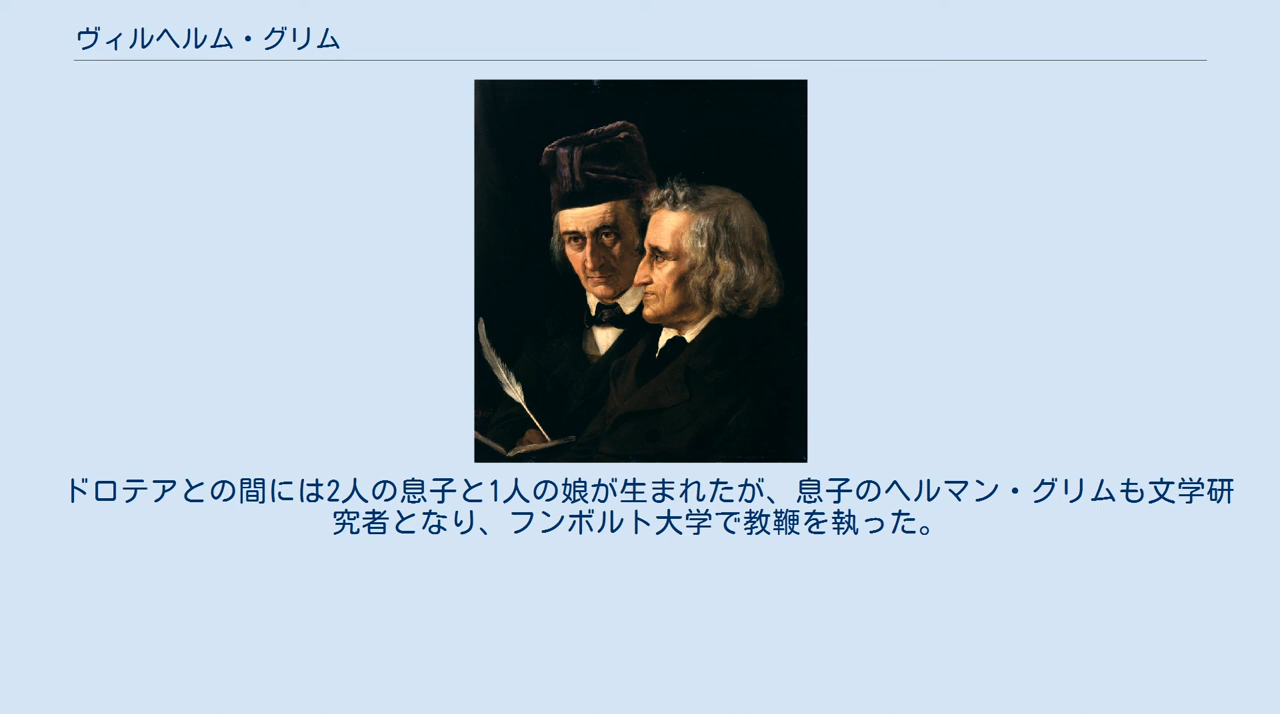 ヴィルヘルム・グリム
ドロテアとの間には2人の息子と1人の娘が生まれたが、息子のヘルマン・グリムも文学研
究者となり、フンボルト大学で教鞭を執った。